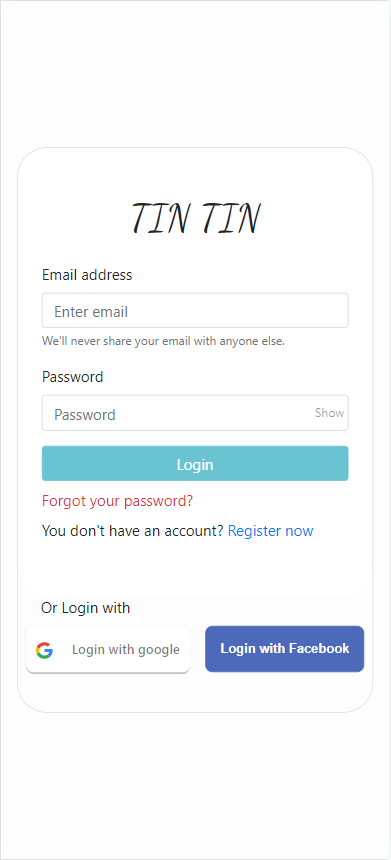 TIN TIN
Email address
Enter email
We'll never share your email with anyone else.
Password
Password Show
Login
Forgot your password?
You don't have an account? Register now
Or Login with
Login with google Login with Facebook